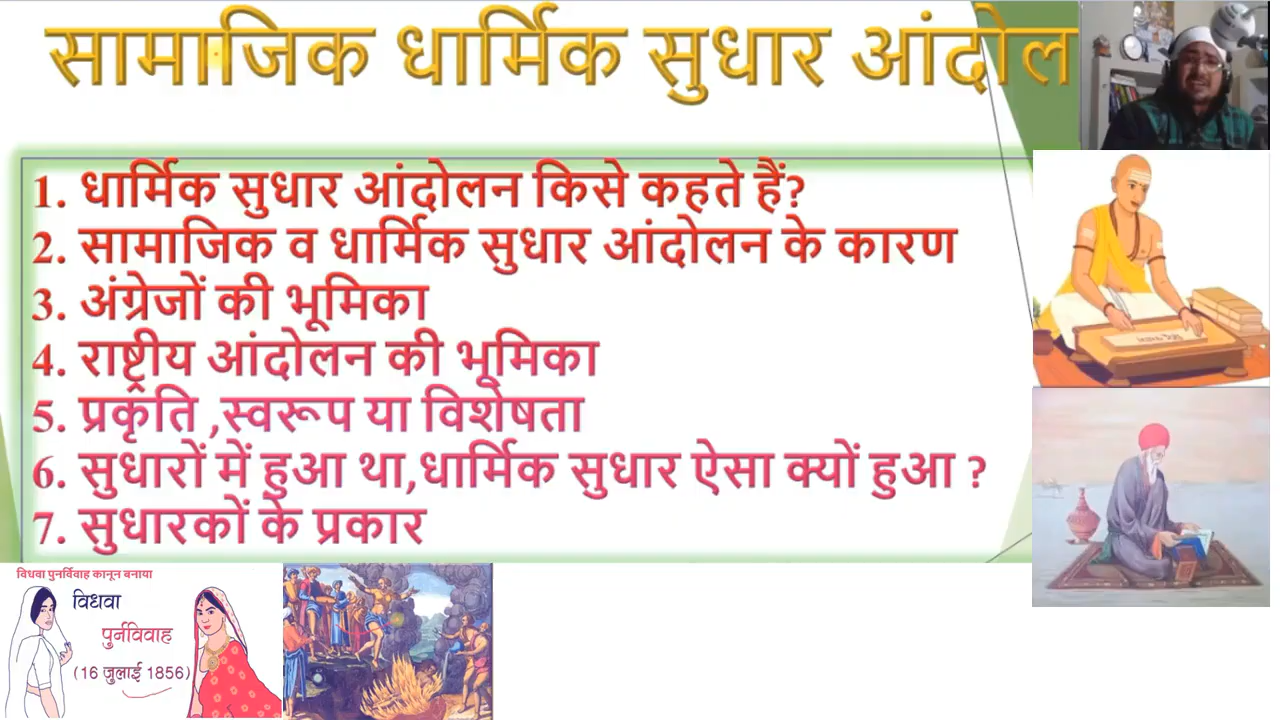 सामाजिक धार्मिक सुधार आंदोल
1. धार्मिक सुधार आंदोलन किसे कहते हैं?
2. सामाजिक व धार्मिक सुधार आंदोलन के कारण
3. अंग्रेजों की भूमिका
4. राष्ट्रीय आंदोलन की भूमिका
5. प्रकृति ,स्वरूप या विशेषता
6. सुधारों में हुआ था,धार्मिक सुधार ऐसा क्यों हुआ ?
7. सुधारकों के प्रकार
विधवा पुनर्विवाह कानून बनाया
विधवा
पुर्नविवाह
(16 जुलाई 1856)